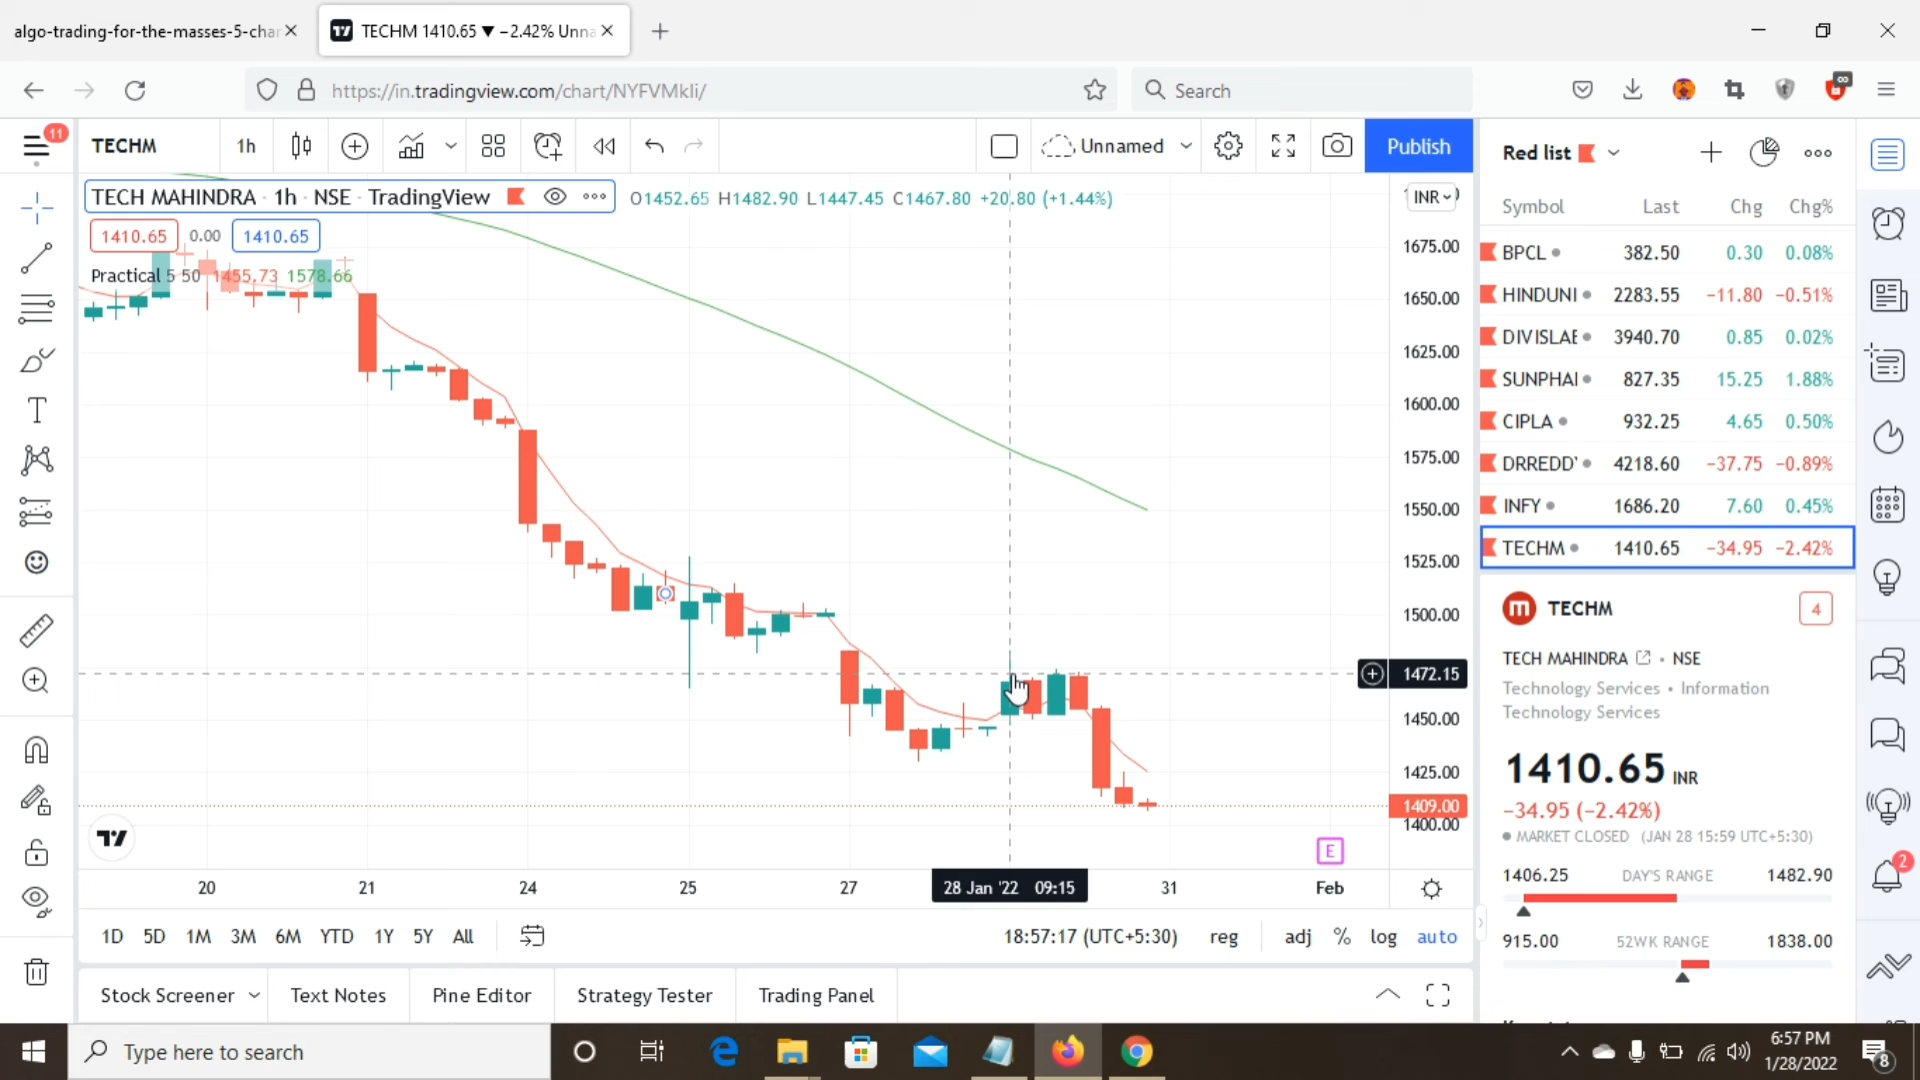 algo-trading-for-the-masses-5-char
TECHM 1410.65 ▼ −2.42% Unna
https://in.tradingview.com/chart/NYFVMkli/
Search
11
TECHM
1h
Unnamed
Publish
Red list
TECH MAHINDRA · 1h · NSE · TradingView
O1452.65 H1482.90 L1447.45 C1467.80 +20.80 (+1.44%)
INR
1410.65 0.00 1410.65
Practical 5 50 1455.73 1578.66
1675.00
1650.00
1625.00
1600.00
1575.00
1550.00
1525.00
1500.00
1472.15
1450.00
1425.00
1409.00
1400.00
E
20 21 24 25 27 28 Jan '22 09:15 31 Feb
1D 5D 1M 3M 6M YTD 1Y 5Y All
18:57:17 (UTC+5:30) reg adj % log auto
Stock Screener Text Notes Pine Editor Strategy Tester Trading Panel
Symbol Last Chg Chg%
BPCL 382.50 0.30 0.08%
HINDUNI 2283.55 −11.80 −0.51%
DIVISLAE 3940.70 0.85 0.02%
SUNPHAI 827.35 15.25 1.88%
CIPLA 932.25 4.65 0.50%
DRREDD 4218.60 −37.75 −0.89%
INFY 1686.20 7.60 0.45%
TECHM 1410.65 −34.95 −2.42%
m TECHM 4
TECH MAHINDRA · NSE
Technology Services • Information
Technology Services
1410.65 INR
−34.95 (−2.42%)
MARKET CLOSED (JAN 28 15:59 UTC+5:30)
1406.25 DAY'S RANGE 1482.90
915.00 52WK RANGE 1838.00
2
Type here to search
6:57 PM
1/28/2022
8